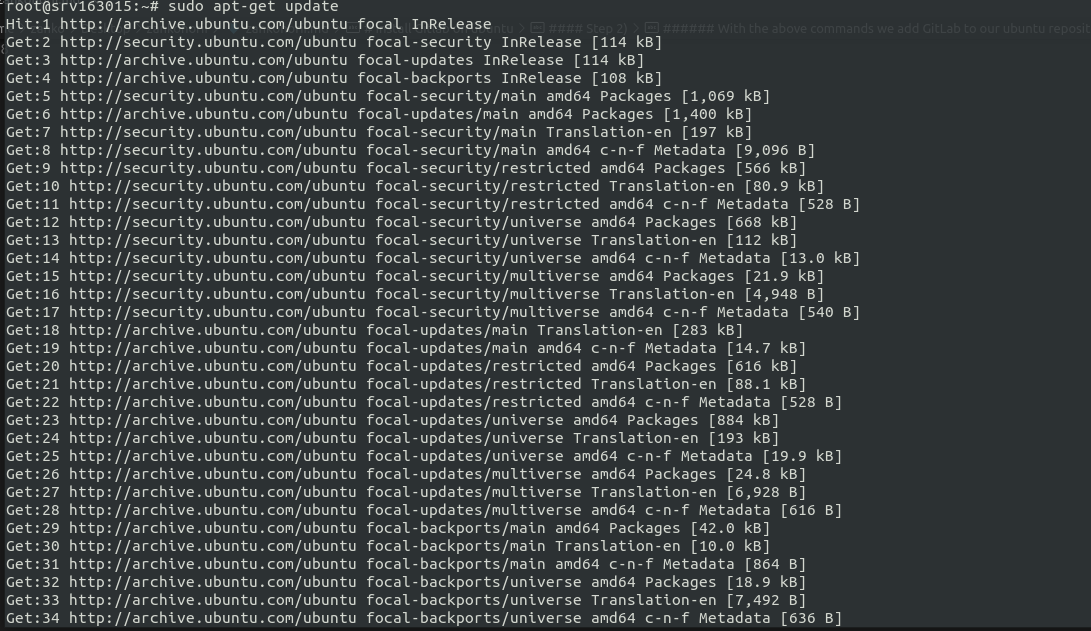 root@srv163015:~# sudo apt-get update
Hit:1 http://archive.ubuntu.com/ubuntu focal InRelease
Get:2 http://security.ubuntu.com/ubuntu focal-security InRelease [114 kB]
Get:3 http://archive.ubuntu.com/ubuntu focal-updates InRelease [114 kB]
Get:4 http://archive.ubuntu.com/ubuntu focal-backports InRelease [108 kB]
Get:5 http://security.ubuntu.com/ubuntu focal-security/main amd64 Packages [1,069 kB]
Get:6 http://archive.ubuntu.com/ubuntu focal-updates/main amd64 Packages [1,400 kB]
Get:7 http://security.ubuntu.com/ubuntu focal-security/main Translation-en [197 kB]
Get:8 http://security.ubuntu.com/ubuntu focal-security/main amd64 c-n-f Metadata [9,096 B]
Get:9 http://security.ubuntu.com/ubuntu focal-security/restricted amd64 Packages [566 kB]
Get:10 http://security.ubuntu.com/ubuntu focal-security/restricted Translation-en [80.9 kB]
Get:11 http://security.ubuntu.com/ubuntu focal-security/restricted amd64 c-n-f Metadata [528 B]
Get:12 http://security.ubuntu.com/ubuntu focal-security/universe amd64 Packages [668 kB]
Get:13 http://security.ubuntu.com/ubuntu focal-security/universe Translation-en [112 kB]
Get:14 http://security.ubuntu.com/ubuntu focal-security/universe amd64 c-n-f Metadata [13.0 kB]
Get:15 http://security.ubuntu.com/ubuntu focal-security/multiverse amd64 Packages [21.9 kB]
Get:16 http://security.ubuntu.com/ubuntu focal-security/multiverse Translation-en [4,948 B]
Get:17 http://security.ubuntu.com/ubuntu focal-security/multiverse amd64 c-n-f Metadata [540 B]
Get:18 http://archive.ubuntu.com/ubuntu focal-updates/main Translation-en [283 kB]
Get:19 http://archive.ubuntu.com/ubuntu focal-updates/main amd64 c-n-f Metadata [14.7 kB]
Get:20 http://archive.ubuntu.com/ubuntu focal-updates/restricted amd64 Packages [616 kB]
Get:21 http://archive.ubuntu.com/ubuntu focal-updates/restricted Translation-en [88.1 kB]
Get:22 http://archive.ubuntu.com/ubuntu focal-updates/restricted amd64 c-n-f Metadata [528 B]
Get:23 http://archive.ubuntu.com/ubuntu focal-updates/universe amd64 Packages [884 kB]
Get:24 http://archive.ubuntu.com/ubuntu focal-updates/universe Translation-en [193 kB]
Get:25 http://archive.ubuntu.com/ubuntu focal-updates/universe amd64 c-n-f Metadata [19.9 kB]
Get:26 http://archive.ubuntu.com/ubuntu focal-updates/multiverse amd64 Packages [24.8 kB]
Get:27 http://archive.ubuntu.com/ubuntu focal-updates/multiverse Translation-en [6,928 B]
Get:28 http://archive.ubuntu.com/ubuntu focal-updates/multiverse amd64 c-n-f Metadata [616 B]
Get:29 http://archive.ubuntu.com/ubuntu focal-backports/main amd64 Packages [42.0 kB]
Get:30 http://archive.ubuntu.com/ubuntu focal-backports/main Translation-en [10.0 kB]
Get:31 http://archive.ubuntu.com/ubuntu focal-backports/main amd64 c-n-f Metadata [864 B]
Get:32 http://archive.ubuntu.com/ubuntu focal-backports/universe amd64 Packages [18.9 kB]
Get:33 http://archive.ubuntu.com/ubuntu focal-backports/universe Translation-en [7,492 B]
Get:34 http://archive.ubuntu.com/ubuntu focal-backports/universe amd64 c-n-f Metadata [636 B]
#### Step 2) ###### With the above commands we add GitLab to our ubuntu reposit